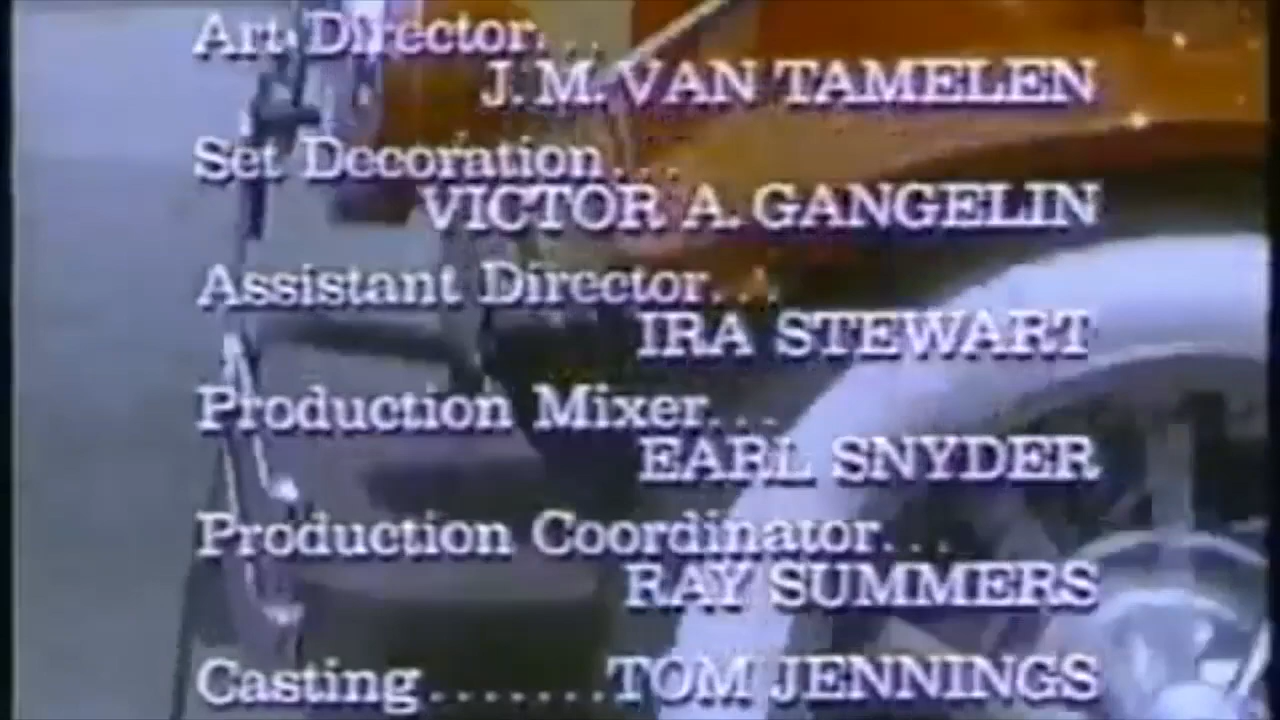 Art Director...
J. M. VAN TAMELEN
Set Decoration...
VICTOR A. GANGELIN
Assistant Director...
IRA STEWART
Production Mixer...
EARL SNYDER
Production Coordinator...
RAY SUMMERS
Casting.......TOM JENNINGS